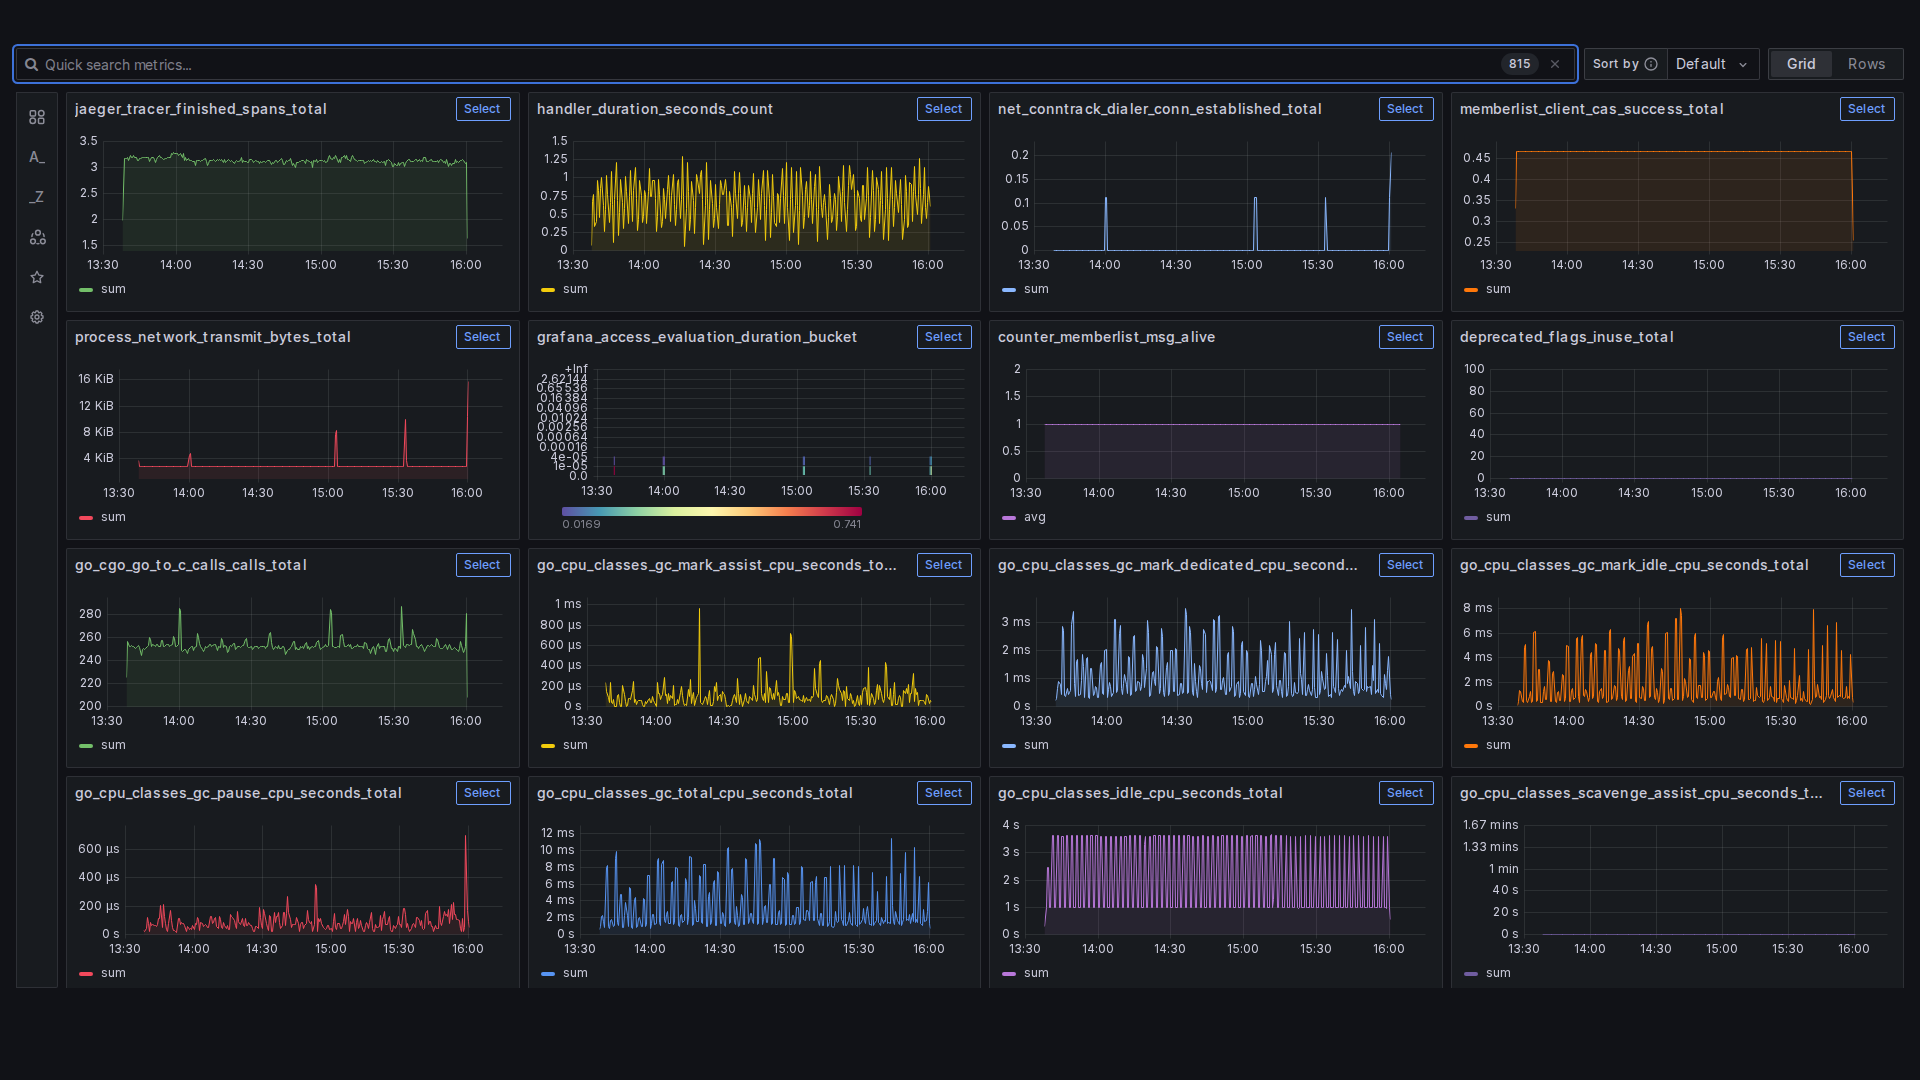 Quick search metrics...
815
Sort by
Default
Grid
Rows
A_
_Z
jaeger_tracer_finished_spans_total
Select
3.5
3
2.5
2
1.5
13:30 14:00 14:30 15:00 15:30 16:00
sum
handler_duration_seconds_count
Select
1.5
1.25
1
0.75
0.5
0.25
0
13:30 14:00 14:30 15:00 15:30 16:00
sum
net_conntrack_dialer_conn_established_total
Select
0.2
0.15
0.1
0.05
0
13:30 14:00 14:30 15:00 15:30 16:00
sum
memberlist_client_cas_success_total
Select
0.45
0.4
0.35
0.3
0.25
13:30 14:00 14:30 15:00 15:30 16:00
sum
process_network_transmit_bytes_total
Select
16 KiB
12 KiB
8 KiB
4 KiB
13:30 14:00 14:30 15:00 15:30 16:00
sum
grafana_access_evaluation_duration_bucket
Select
+Inf
2.62144
0.65536
0.16384
0.04096
0.01024
0.00256
0.00064
0.00016
4e-05
1e-05
0.0
13:30 14:00 14:30 15:00 15:30 16:00
0.0169 0.741
counter_memberlist_msg_alive
Select
2
1.5
1
0.5
0
13:30 14:00 14:30 15:00 15:30 16:00
avg
deprecated_flags_inuse_total
Select
100
80
60
40
20
0
13:30 14:00 14:30 15:00 15:30 16:00
sum
go_cgo_go_to_c_calls_calls_total
Select
280
260
240
220
200
13:30 14:00 14:30 15:00 15:30 16:00
sum
go_cpu_classes_gc_mark_assist_cpu_seconds_to...
Select
1 ms
800 µs
600 µs
400 µs
200 µs
0 s
13:30 14:00 14:30 15:00 15:30 16:00
sum
go_cpu_classes_gc_mark_dedicated_cpu_second...
Select
3 ms
2 ms
1 ms
0 s
13:30 14:00 14:30 15:00 15:30 16:00
sum
go_cpu_classes_gc_mark_idle_cpu_seconds_total
Select
8 ms
6 ms
4 ms
2 ms
0 s
13:30 14:00 14:30 15:00 15:30 16:00
sum
go_cpu_classes_gc_pause_cpu_seconds_total
Select
600 µs
400 µs
200 µs
0 s
13:30 14:00 14:30 15:00 15:30 16:00
sum
go_cpu_classes_gc_total_cpu_seconds_total
Select
12 ms
10 ms
8 ms
6 ms
4 ms
2 ms
0 s
13:30 14:00 14:30 15:00 15:30 16:00
sum
go_cpu_classes_idle_cpu_seconds_total
Select
4 s
3 s
2 s
1 s
0 s
13:30 14:00 14:30 15:00 15:30 16:00
sum
go_cpu_classes_scavenge_assist_cpu_seconds_t...
Select
1.67 mins
1.33 mins
1 min
40 s
20 s
0 s
13:30 14:00 14:30 15:00 15:30 16:00
sum